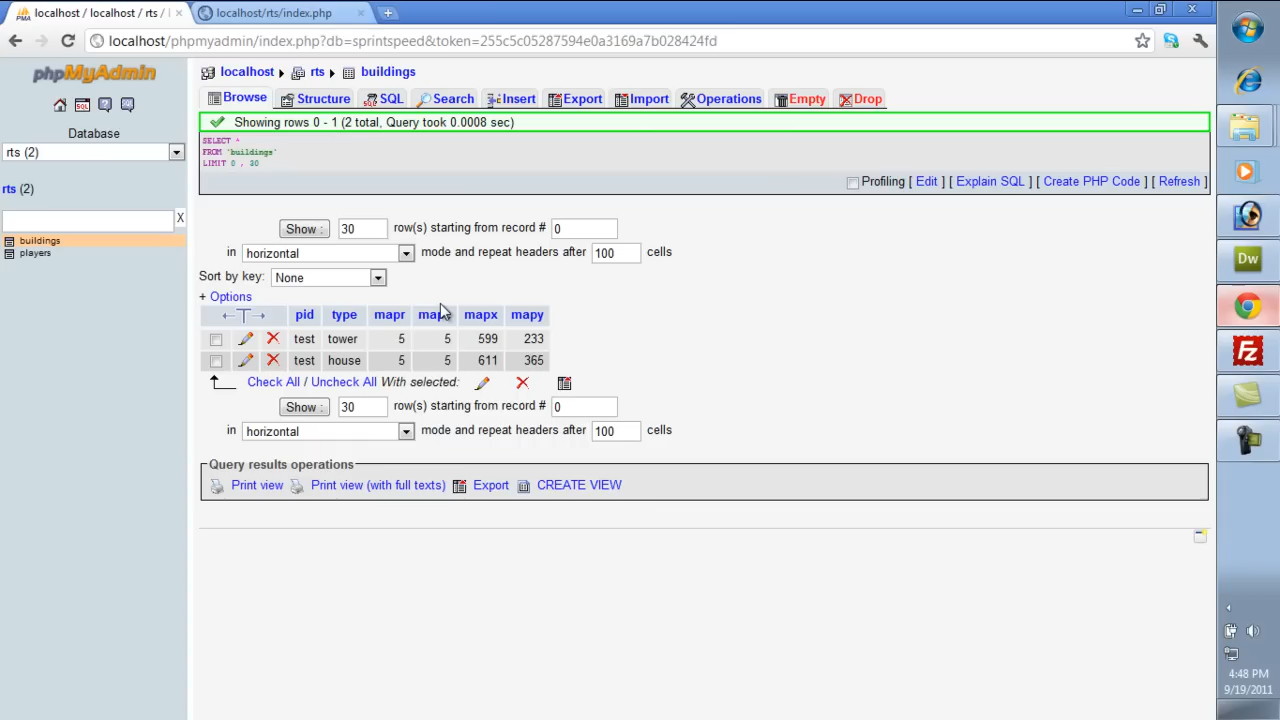 localhost / localhost / rts /
localhost/rts/index.php
localhost/phpmyadmin/index.php?db=sprintspeed&token=255c5c05287594e0a3169a7b028424fd
phpMyAdmin
Database
rts (2)
rts (2)
X
buildings
players
localhost rts buildings
Browse Structure SQL Search Insert Export Import Operations Empty Drop
Showing rows 0 - 1 (2 total, Query took 0.0008 sec)
SELECT *
FROM `buildings`
LIMIT 0 , 30
Profiling [ Edit ] [ Explain SQL ] [ Create PHP Code ] [ Refresh ]
Show : 30 row(s) starting from record # 0
in horizontal mode and repeat headers after 100 cells
Sort by key: None
+ Options
pid type mapr mapx mapy
test tower 5 5 599 233
test house 5 5 611 365
Check All / Uncheck All With selected:
Show : 30 row(s) starting from record # 0
in horizontal mode and repeat headers after 100 cells
Query results operations
Print view Print view (with full texts) Export CREATE VIEW
Dw
Fz
4:48 PM
9/19/2011